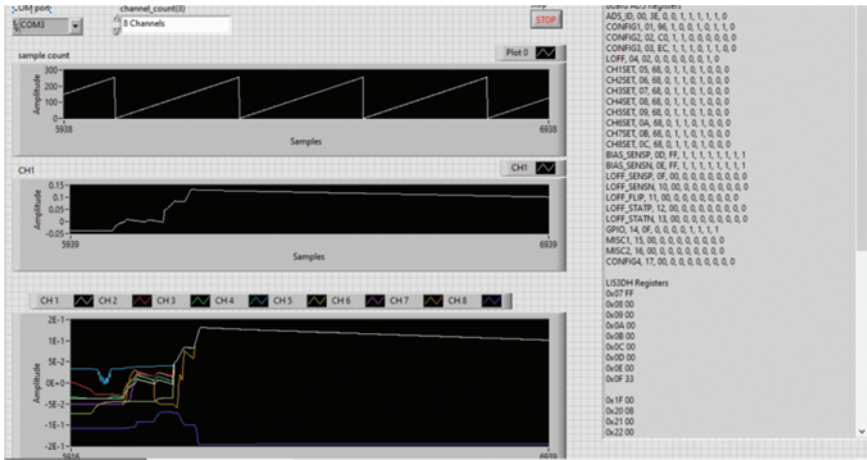 COM port
channel_count(8)
COM3
8 Channels
STOP
sample count
Plot 0
Amplitude
300
200
100
0
5938
6938
Samples
CH1
CH1
Amplitude
0.15
0.1
0.05
0
-0.05
5939
6939
Samples
CH 1 CH 2 CH 3 CH 4 CH 5 CH 6 CH 7 CH 8
Amplitude
2E-1
1E-1
5E-2
0E+0
-5E-2
-1E-1
-2E-1
5916
6939
Board ADS Registers
ADS_ID, 00, 3E, 0, 0, 1, 1, 1, 1, 1, 0
CONFIG1, 01, 96, 1, 0, 0, 1, 0, 1, 1, 0
CONFIG2, 02, C0, 1, 1, 0, 0, 0, 0, 0, 0
CONFIG3, 03, EC, 1, 1, 1, 0, 1, 1, 0, 0
LOFF, 04, 02, 0, 0, 0, 0, 0, 0, 1, 0
CH1SET, 05, 68, 0, 1, 1, 0, 1, 0, 0, 0
CH2SET, 06, 68, 0, 1, 1, 0, 1, 0, 0, 0
CH3SET, 07, 68, 0, 1, 1, 0, 1, 0, 0, 0
CH4SET, 08, 68, 0, 1, 1, 0, 1, 0, 0, 0
CH5SET, 09, 68, 0, 1, 1, 0, 1, 0, 0, 0
CH6SET, 0A, 68, 0, 1, 1, 0, 1, 0, 0, 0
CH7SET, 0B, 68, 0, 1, 1, 0, 1, 0, 0, 0
CH8SET, 0C, 68, 0, 1, 1, 0, 1, 0, 0, 0
BIAS_SENSP, 0D, FF, 1, 1, 1, 1, 1, 1, 1, 1
BIAS_SENSN, 0E, FF, 1, 1, 1, 1, 1, 1, 1, 1
LOFF_SENSP, 0F, 00, 0, 0, 0, 0, 0, 0, 0, 0
LOFF_SENSN, 10, 00, 0, 0, 0, 0, 0, 0, 0, 0
LOFF_FLIP, 11, 00, 0, 0, 0, 0, 0, 0, 0, 0
LOFF_STATP, 12, 00, 0, 0, 0, 0, 0, 0, 0, 0
LOFF_STATN, 13, 00, 0, 0, 0, 0, 0, 0, 0, 0
GPIO, 14, 0F, 0, 0, 0, 0, 1, 1, 1, 1
MISC1, 15, 00, 0, 0, 0, 0, 0, 0, 0, 0
MISC2, 16, 00, 0, 0, 0, 0, 0, 0, 0, 0
CONFIG4, 17, 00, 0, 0, 0, 0, 0, 0, 0, 0
LIS3DH Registers
0x07 FF
0x08 00
0x09 00
0x0A 00
0x0B 00
0x0C 00
0x0D 00
0x0E 00
0x0F 33
0x1F 00
0x20 08
0x21 00
0x22 00